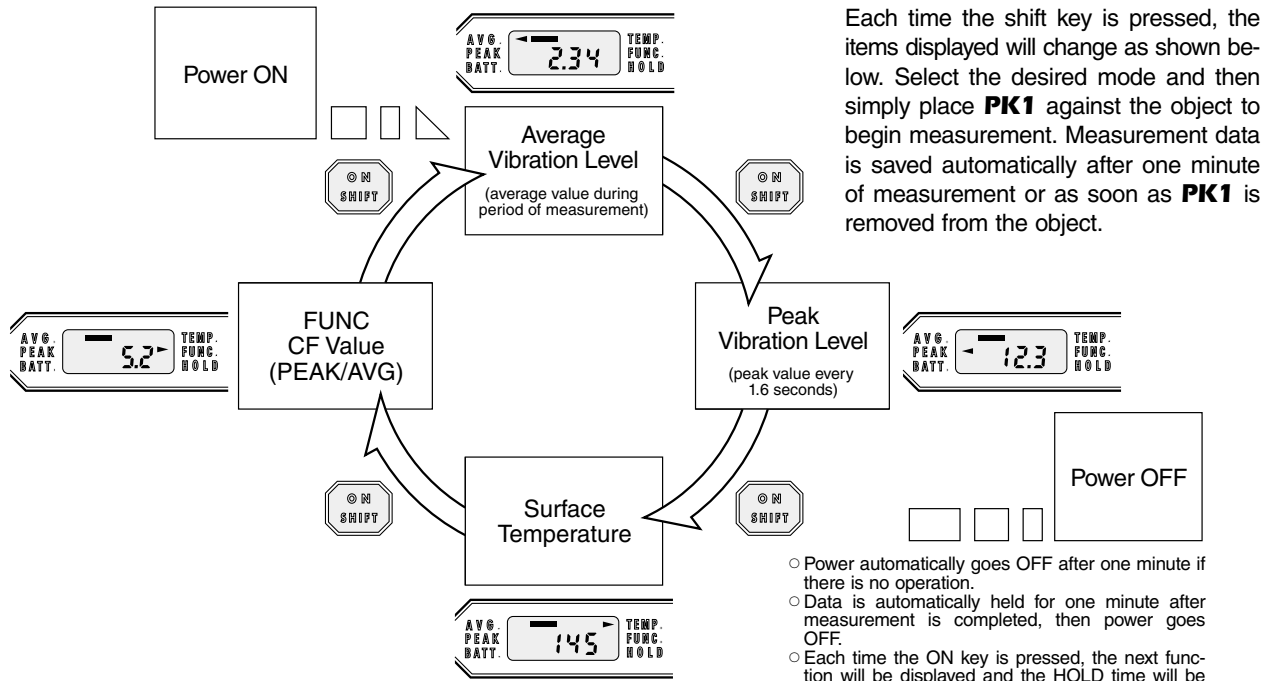 Each time the shift key is pressed, the
items displayed will change as shown be-
low. Select the desired mode and then
simply place PK1 against the object to
begin measurement. Measurement data
is saved automatically after one minute
of measurement or as soon as PK1 is
removed from the object.
Power ON
AVG. TEMP.
PEAK 2.34 FUNC.
BATT. HOLD
Average
Vibration Level
(average value during
period of measurement)
ON
SHIFT
ON
SHIFT
Peak
Vibration Level
(peak value every
1.6 seconds)
AVG. TEMP.
PEAK 12.3 FUNC.
BATT. HOLD
ON
SHIFT
Surface
Temperature
AVG. TEMP.
PEAK 145 FUNC.
BATT. HOLD
ON
SHIFT
FUNC
CF Value
(PEAK/AVG)
AVG. TEMP.
PEAK 5.2 FUNC.
BATT. HOLD
Power OFF
○ Power automatically goes OFF after one minute if
there is no operation.
○ Data is automatically held for one minute after
measurement is completed, then power goes
OFF.
○ Each time the ON key is pressed, the next func-
tion will be displayed and the HOLD time will be